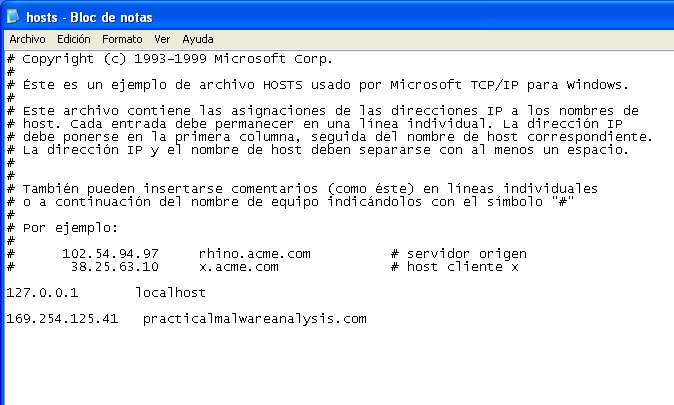 hosts - Bloc de notas
Archivo Edición Formato Ver Ayuda
# Copyright (c) 1993-1999 Microsoft Corp.
#
# Éste es un ejemplo de archivo HOSTS usado por Microsoft TCP/IP para Windows.
#
# Este archivo contiene las asignaciones de las direcciones IP a los nombres de
# host. Cada entrada debe permanecer en una línea individual. La dirección IP
# debe ponerse en la primera columna, seguida del nombre de host correspondiente.
# La dirección IP y el nombre de host deben separarse con al menos un espacio.
#
#
# También pueden insertarse comentarios (como éste) en líneas individuales
# o a continuación del nombre de equipo indicándolos con el símbolo "#"
#
# Por ejemplo:
#
#      102.54.94.97     rhino.acme.com          # servidor origen
#       38.25.63.10     x.acme.com              # host cliente x
127.0.0.1       localhost
169.254.125.41   practicalmalwareanalysis.com